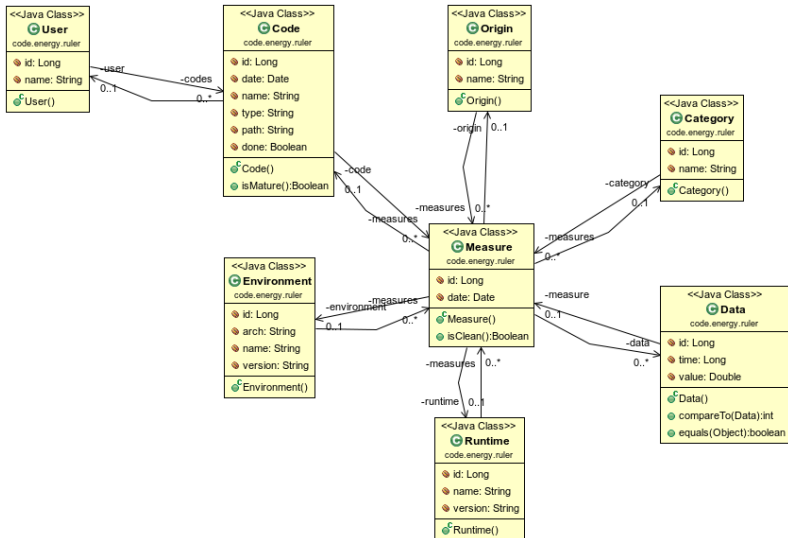 <<Java Class>>
User
code.energy.ruler
id: Long
name: String
User()
-user
0..1
-codes
0..*
<<Java Class>>
Code
code.energy.ruler
id: Long
date: Date
name: String
type: String
path: String
done: Boolean
Code()
isMature():Boolean
-code
0..1
-measures
0..*
<<Java Class>>
Origin
code.energy.ruler
id: Long
name: String
Origin()
-origin
0..1
-measures
0..*
<<Java Class>>
Category
code.energy.ruler
id: Long
name: String
Category()
-category
0..1
-measures
0..*
<<Java Class>>
Measure
code.energy.ruler
id: Long
date: Date
Measure()
isClean():Boolean
<<Java Class>>
Environment
code.energy.ruler
id: Long
arch: String
name: String
version: String
Environment()
-environment
0..1
-measures
0..*
-measure
0..1
-data
0..*
<<Java Class>>
Data
code.energy.ruler
id: Long
time: Long
value: Double
Data()
compareTo(Data):int
equals(Object):boolean
-measures
0..*
-runtime
0..1
<<Java Class>>
Runtime
code.energy.ruler
id: Long
name: String
version: String
Runtime()